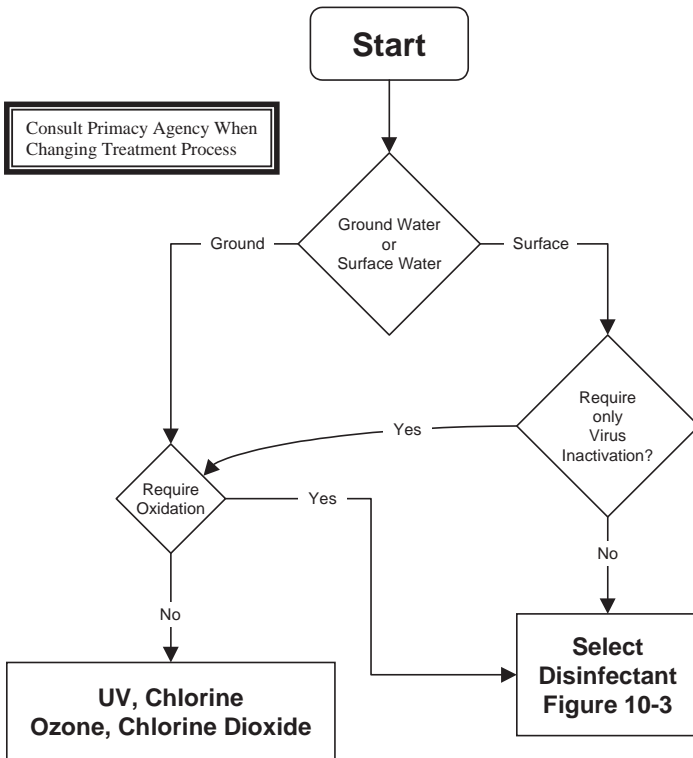 Start
Consult Primacy Agency When
Changing Treatment Process
Ground Water
or
Surface Water
Ground
Surface
Require
only
Virus
Inactivation?
Yes
Require
Oxidation
Yes
No
No
Select
Disinfectant
Figure 10-3
UV, Chlorine
Ozone, Chlorine Dioxide